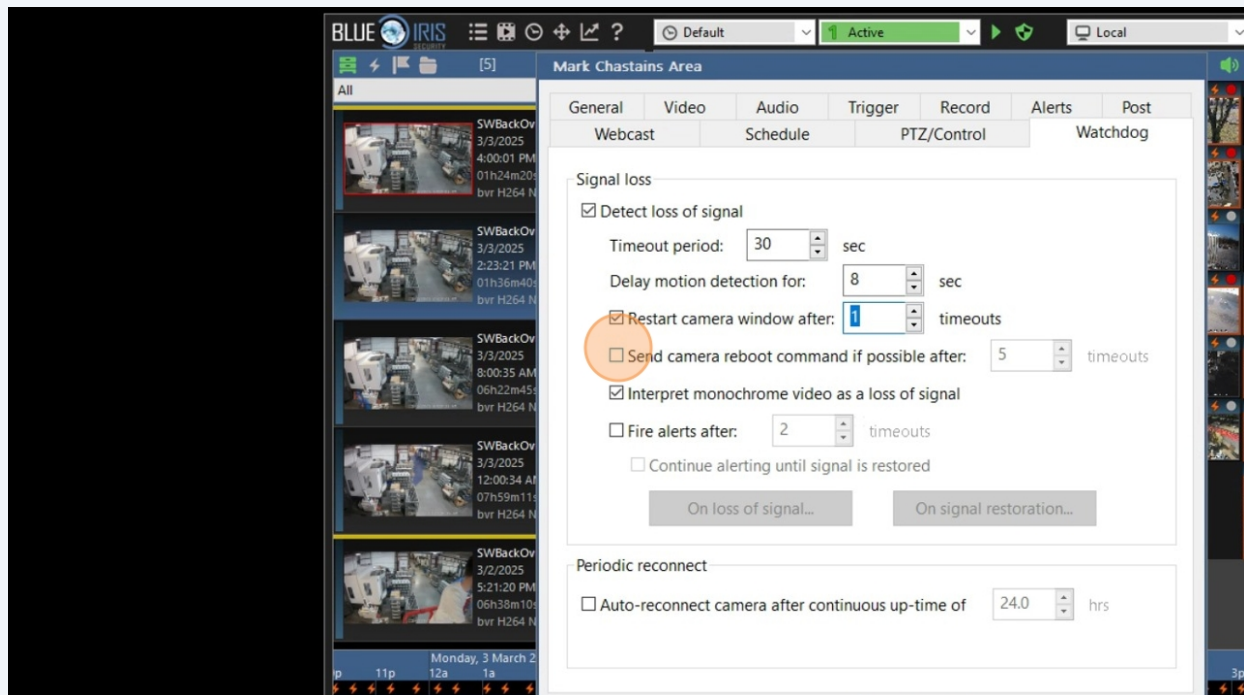 BLUE IRIS
SECURITY
?
Default
Active
Local
[5]
Mark Chastains Area
All
General Video Audio Trigger Record Alerts Post
Webcast Schedule PTZ/Control Watchdog
SWBackOv
3/3/2025
4:00:01 PM
01h24m20s
bvr H264 N
SWBackOv
3/3/2025
2:23:21 PM
01h36m40s
bvr H264 N
SWBackOv
3/3/2025
8:00:35 AM
06h22m45s
bvr H264 N
SWBackOv
3/3/2025
12:00:34 AM
07h59m11s
bvr H264 N
SWBackOv
3/2/2025
5:21:20 PM
06h38m10s
bvr H264 N
Signal loss
Detect loss of signal
Timeout period: 30 sec
Delay motion detection for: 8 sec
Restart camera window after: 1 timeouts
Send camera reboot command if possible after: 5 timeouts
Interpret monochrome video as a loss of signal
Fire alerts after: 2 timeouts
Continue alerting until signal is restored
On loss of signal... On signal restoration...
Periodic reconnect
Auto-reconnect camera after continuous up-time of 24.0 hrs
Monday, 3 March 2
p 11p 12a 1a 3p